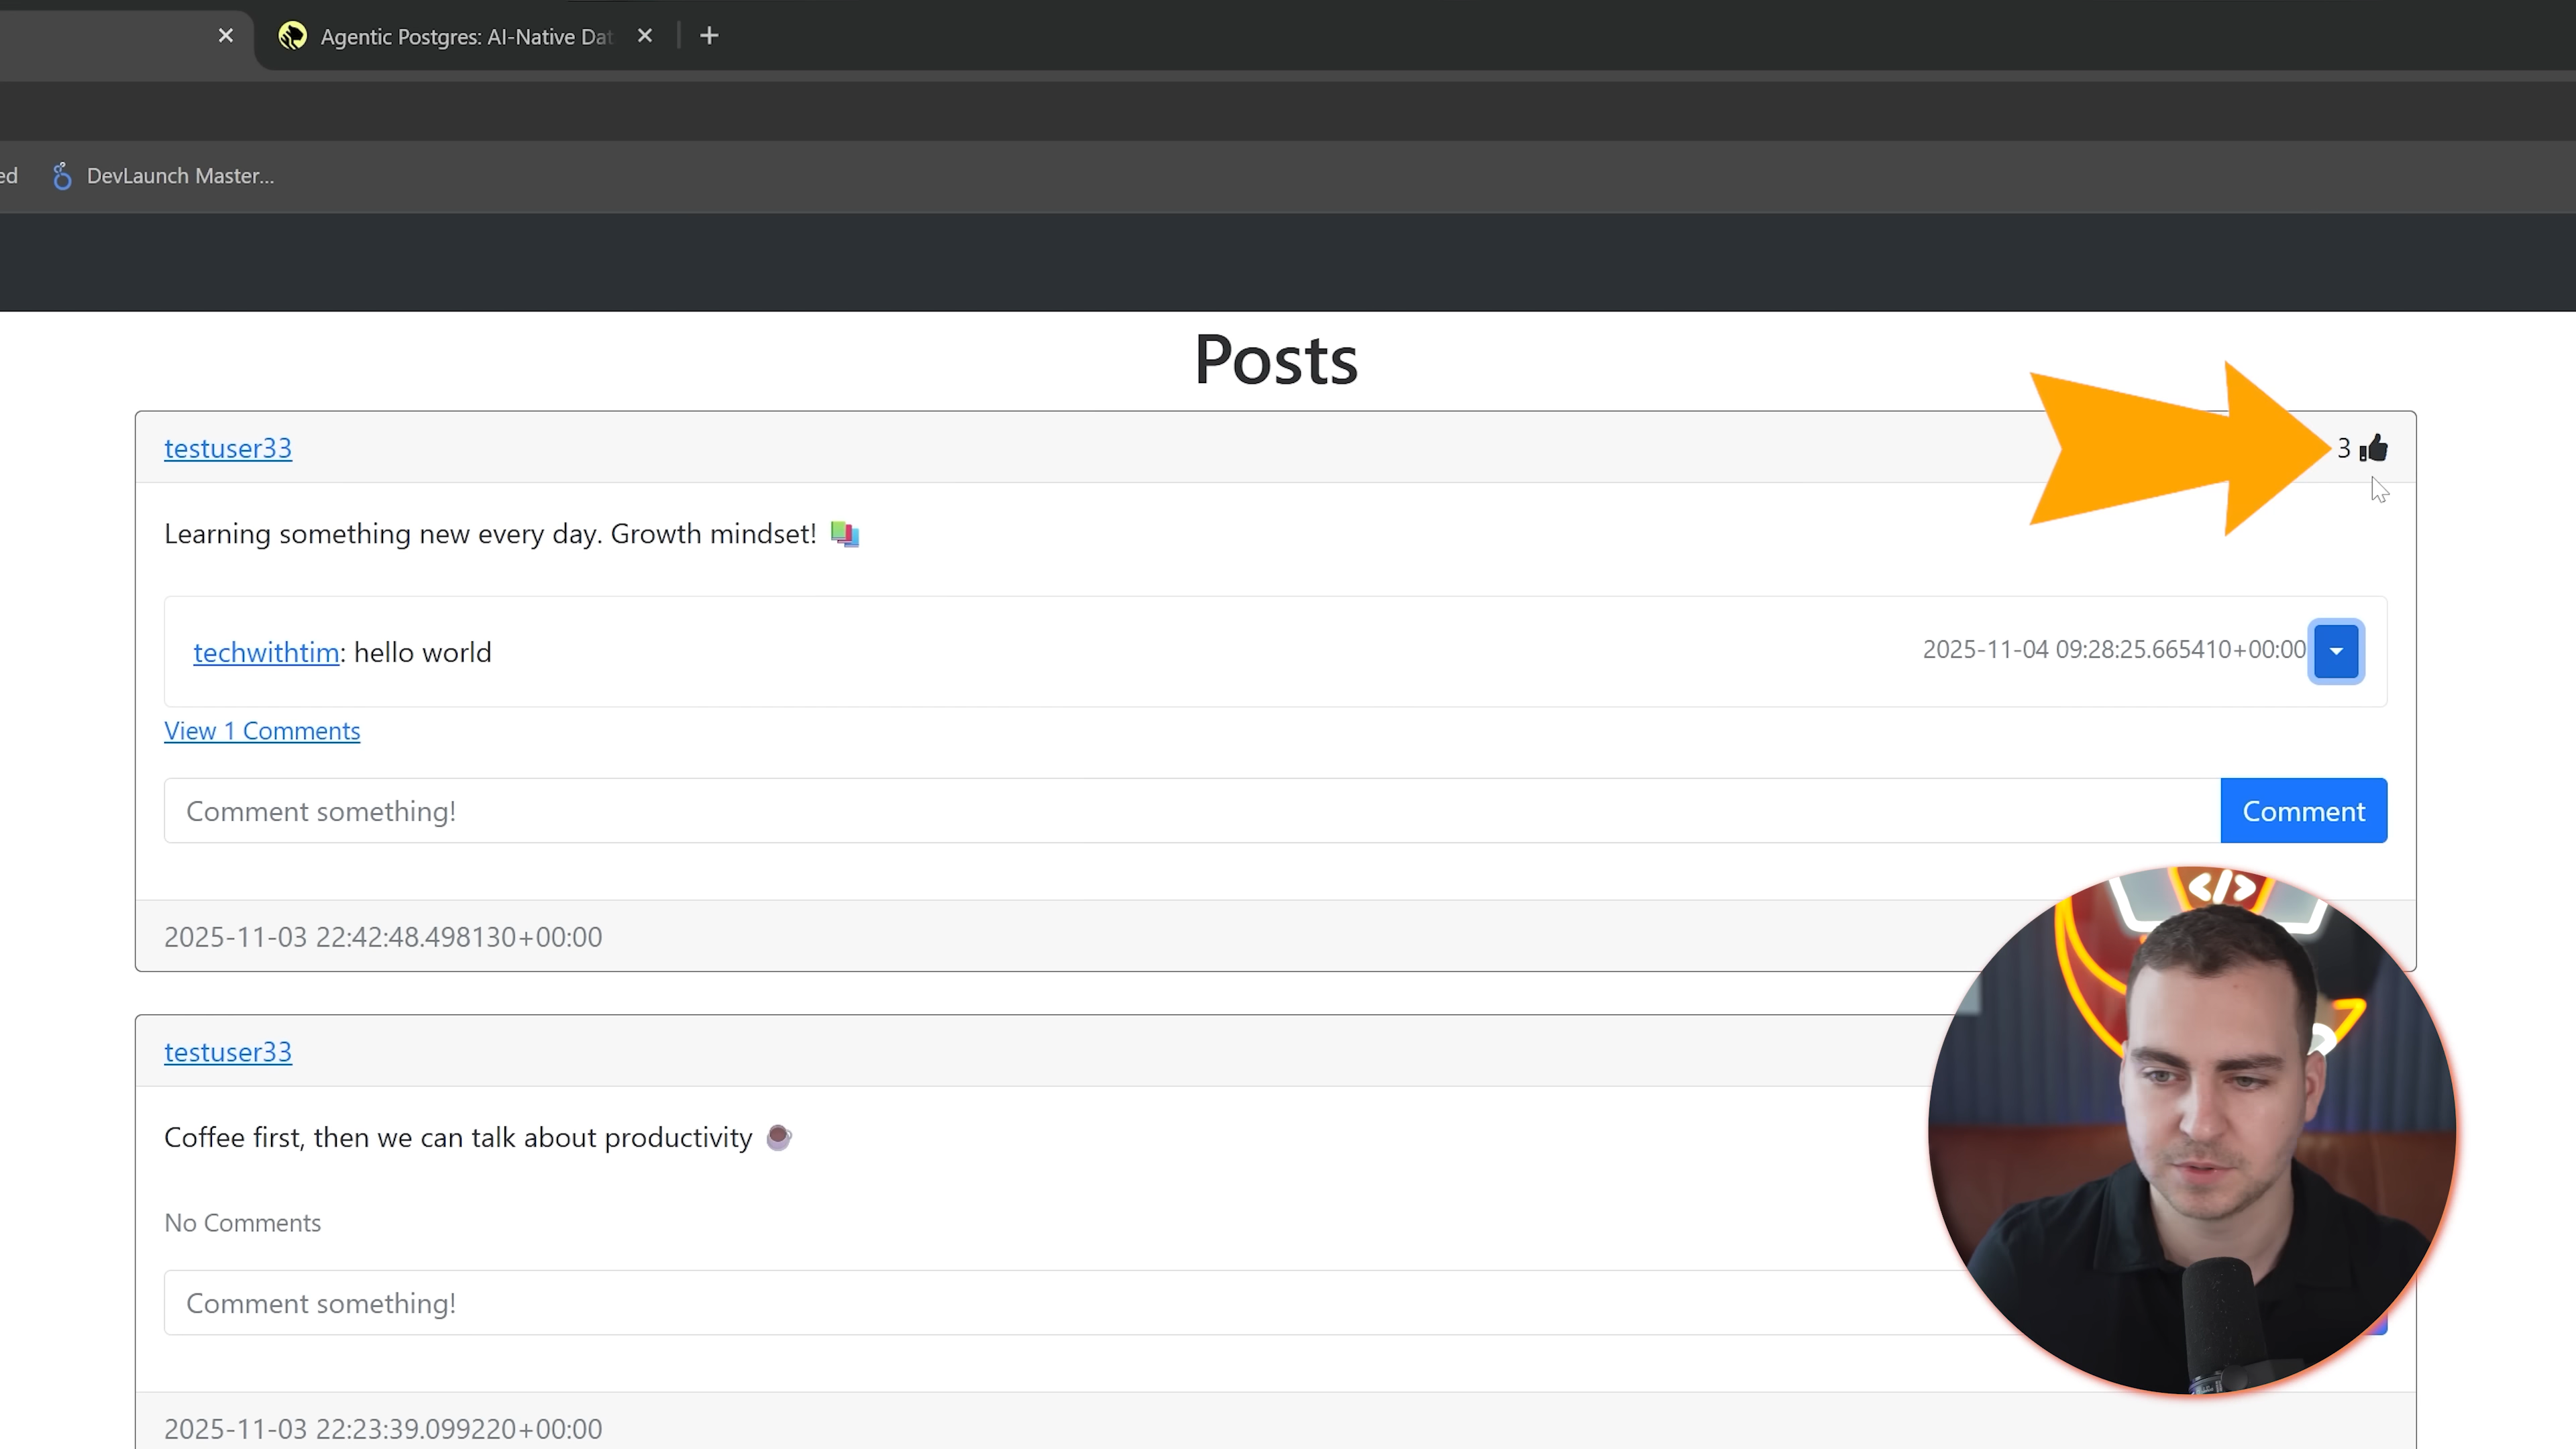 Agentic Postgres: AI-Native Dat
ed
DevLaunch Master...
Posts
testuser33
3
Learning something new every day. Growth mindset!
techwithtim: hello world
2025-11-04 09:28:25.665410+00:00
View 1 Comments
Comment something!
Comment
2025-11-03 22:42:48.498130+00:00
</>
testuser33
Coffee first, then we can talk about productivity
No Comments
Comment something!
2025-11-03 22:23:39.099220+00:00